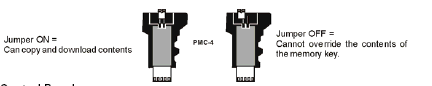 Jumper ON =
Can copy and download contents
PMC-4
Jumper OFF =
Cannot override the contents of
the memory key.